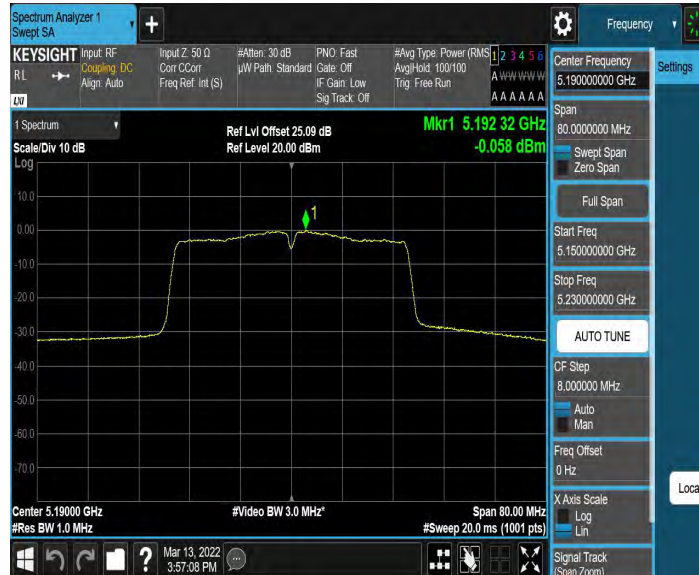 Spectrum Analyzer 1
Swept SA
Frequency
KEYSIGHT
RL
LXI
Input: RF
Coupling: DC
Align: Auto
Input Z: 50 Ω
Corr CCorr
Freq Ref: Int (S)
#Atten: 30 dB
µW Path: Standard
PNO: Fast
Gate: Off
IF Gain: Low
Sig Track: Off
#Avg Type: Power (RMS
Avg|Hold: 100/100
Trig: Free Run
1 2 3 4 5 6
A W W W W W
A A A A A A
Center Frequency
5.190000000 GHz
Settings
Span
80.0000000 MHz
Swept Span
Zero Span
Full Span
Start Freq
5.150000000 GHz
Stop Freq
5.230000000 GHz
AUTO TUNE
CF Step
8.000000 MHz
Auto
Man
Freq Offset
0 Hz
X Axis Scale
Log
Lin
Signal Track
(Span Zoom)
Loca
1 Spectrum
Scale/Div 10 dB
Ref Lvl Offset 25.09 dB
Ref Level 20.00 dBm
Mkr1 5.192 32 GHz
-0.058 dBm
Log
1
10.0
0.00
-10.0
-20.0
-30.0
-40.0
-50.0
-60.0
-70.0
Center 5.19000 GHz
#Res BW 1.0 MHz
#Video BW 3.0 MHz*
Span 80.00 MHz
#Sweep 20.0 ms (1001 pts)
?
Mar 13, 2022
3:57:08 PM